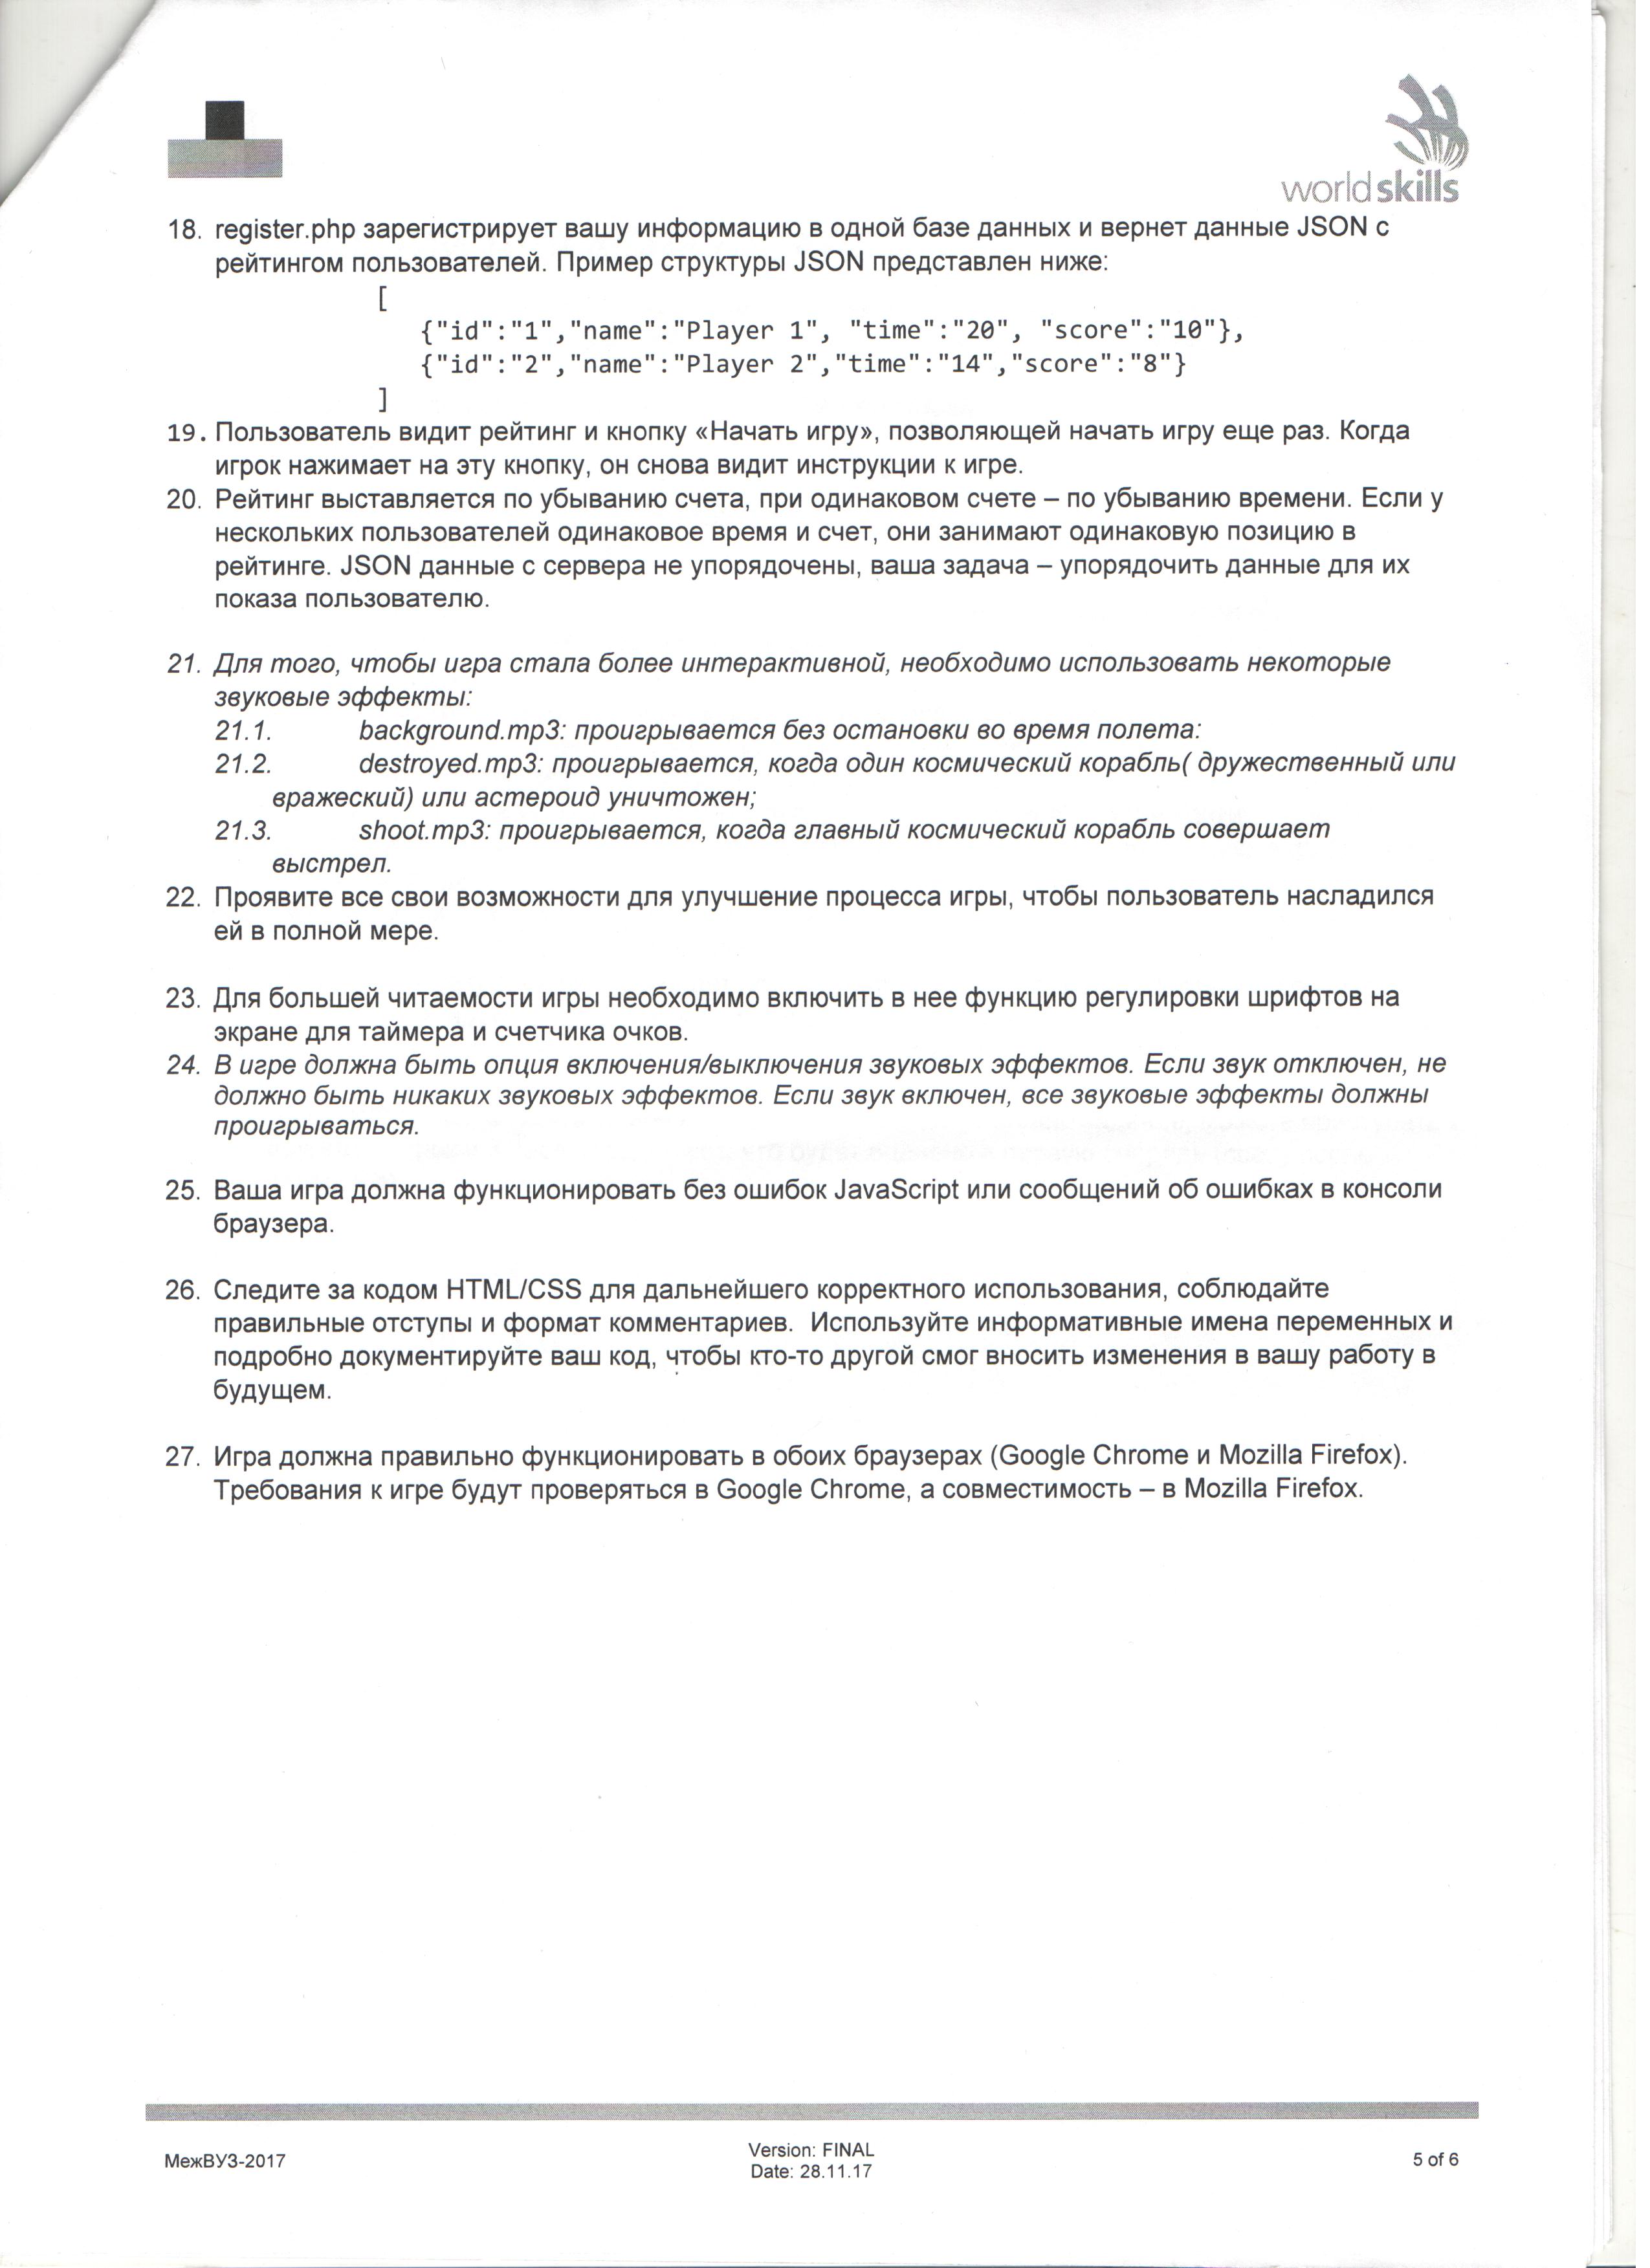 worldskills
18. register.php зарегистрирует вашу информацию в одной базе данных и вернет данные JSON с
рейтингом пользователей. Пример структуры JSON представлен ниже:
[
{"id":"1","name":"Player 1", "time":"20", "score":"10"},
{"id":"2","name":"Player 2","time":"14","score":"8"}
]
19. Пользователь видит рейтинг и кнопку «Начать игру», позволяющей начать игру еще раз. Когда
игрок нажимает на эту кнопку, он снова видит инструкции к игре.
20. Рейтинг выставляется по убыванию счета, при одинаковом счете – по убыванию времени. Если у
нескольких пользователей одинаковое время и счет, они занимают одинаковую позицию в
рейтинге. JSON данные с сервера не упорядочены, ваша задача – упорядочить данные для их
показа пользователю.
21. Для того, чтобы игра стала более интерактивной, необходимо использовать некоторые
звуковые эффекты:
21.1. background.mp3: проигрывается без остановки во время полета:
21.2. destroyed.mp3: проигрывается, когда один космический корабль( дружественный или
вражеский) или астероид уничтожен;
21.3. shoot.mp3: проигрывается, когда главный космический корабль совершает
выстрел.
22. Проявите все свои возможности для улучшение процесса игры, чтобы пользователь насладился
ей в полной мере.
23. Для большей читаемости игры необходимо включить в нее функцию регулировки шрифтов на
экране для таймера и счетчика очков.
24. В игре должна быть опция включения/выключения звуковых эффектов. Если звук отключен, не
должно быть никаких звуковых эффектов. Если звук включен, все звуковые эффекты должны
проигрываться.
25. Ваша игра должна функционировать без ошибок JavaScript или сообщений об ошибках в консоли
браузера.
26. Следите за кодом HTML/CSS для дальнейшего корректного использования, соблюдайте
правильные отступы и формат комментариев. Используйте информативные имена переменных и
подробно документируйте ваш код, чтобы кто-то другой смог вносить изменения в вашу работу в
будущем.
27. Игра должна правильно функционировать в обоих браузерах (Google Chrome и Mozilla Firefox).
Требования к игре будут проверяться в Google Chrome, а совместимость – в Mozilla Firefox.
МежВУЗ-2017
Version: FINAL
Date: 28.11.17
5 of 6